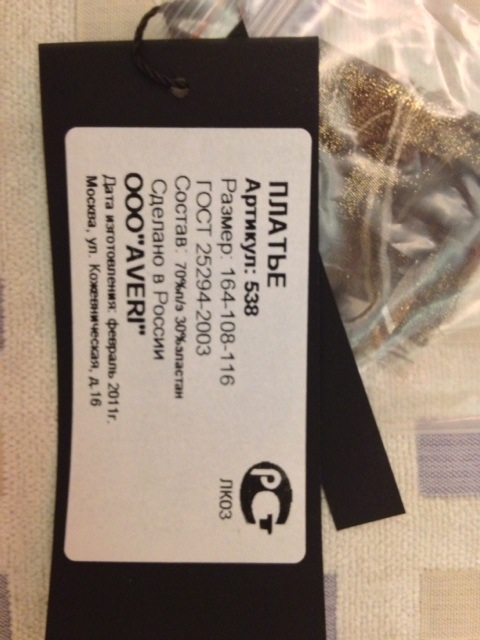 ПЛАТЬЕ
Артикул: 538
Размер: 164-108-116
ГОСТ 25294-2003
Состав: 70%п/э 30%эластан
Сделано в России
ООО"AVERI"
Дата изготовления: февраль 2011г.
Москва, ул. Кожевническая, д.16
РСТ
ЛК03